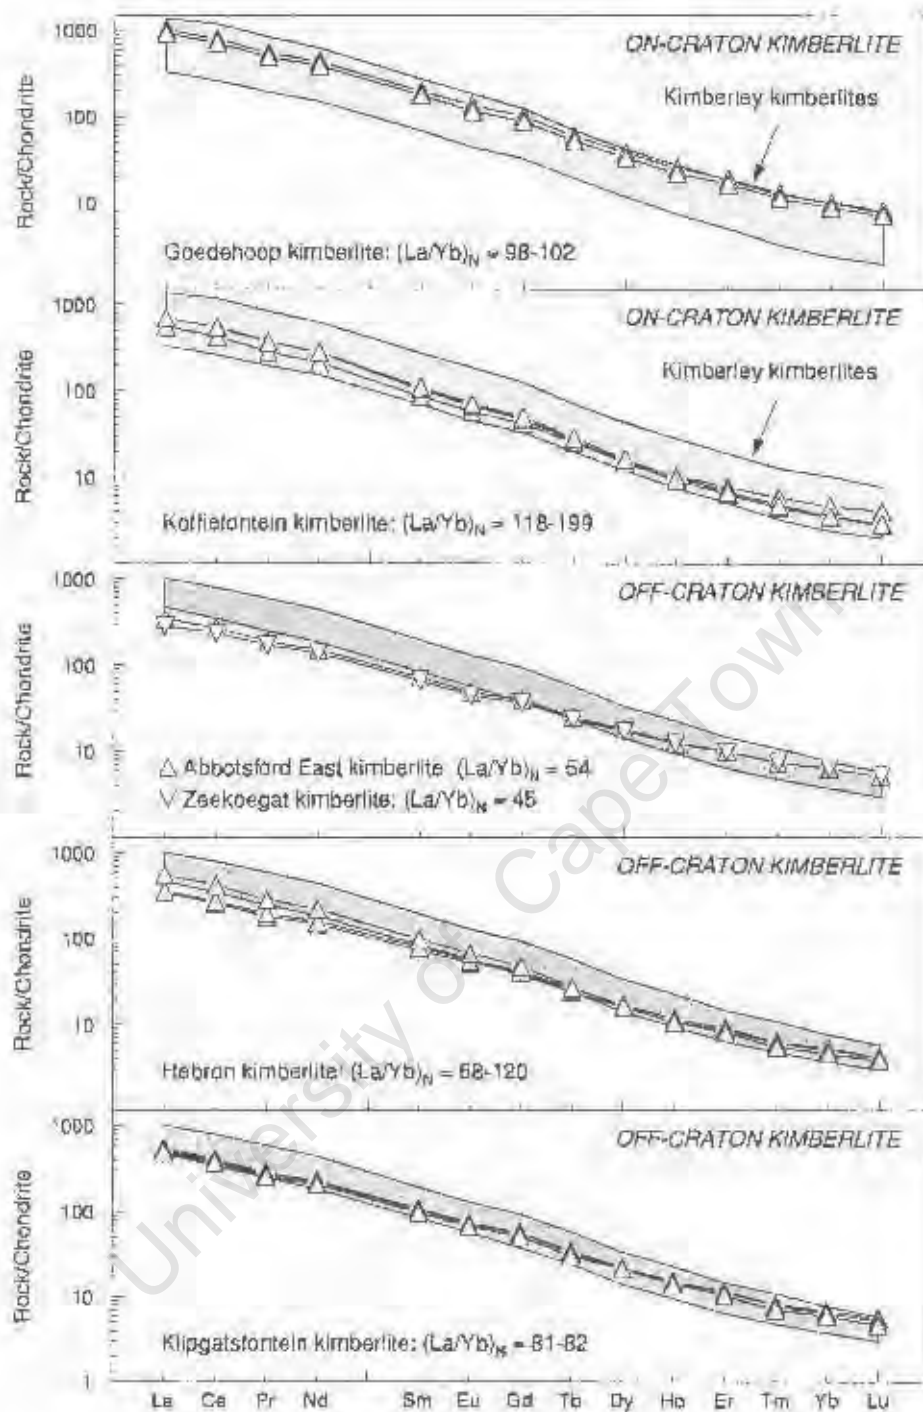 1000
100
10
Rock/Chondrite
ON-CRATON KIMBERLITE
Kimberley kimberlites
Goedehoop kimberlite: (La/Yb)N = 98-102
1000
100
10
Rock/Chondrite
ON-CRATON KIMBERLITE
Kimberley kimberlites
Koffiefontein kimberlite: (La/Yb)N = 118-199
1000
100
10
Rock/Chondrite
OFF-CRATON KIMBERLITE
Abbotsford East kimberlite (La/Yb)N = 54
Zeekoegat kimberlite: (La/Yb)N = 45
1000
100
10
Rock/Chondrite
OFF-CRATON KIMBERLITE
Hebron kimberlite: (La/Yb)N = 68-120
1000
100
10
1
Rock/Chondrite
OFF-CRATON KIMBERLITE
Klipgatsfontein kimberlite: (La/Yb)N = 81-82
La Ce Pr Nd Sm Eu Gd Tb Dy Ho Er Tm Yb Lu
University of Cape Town